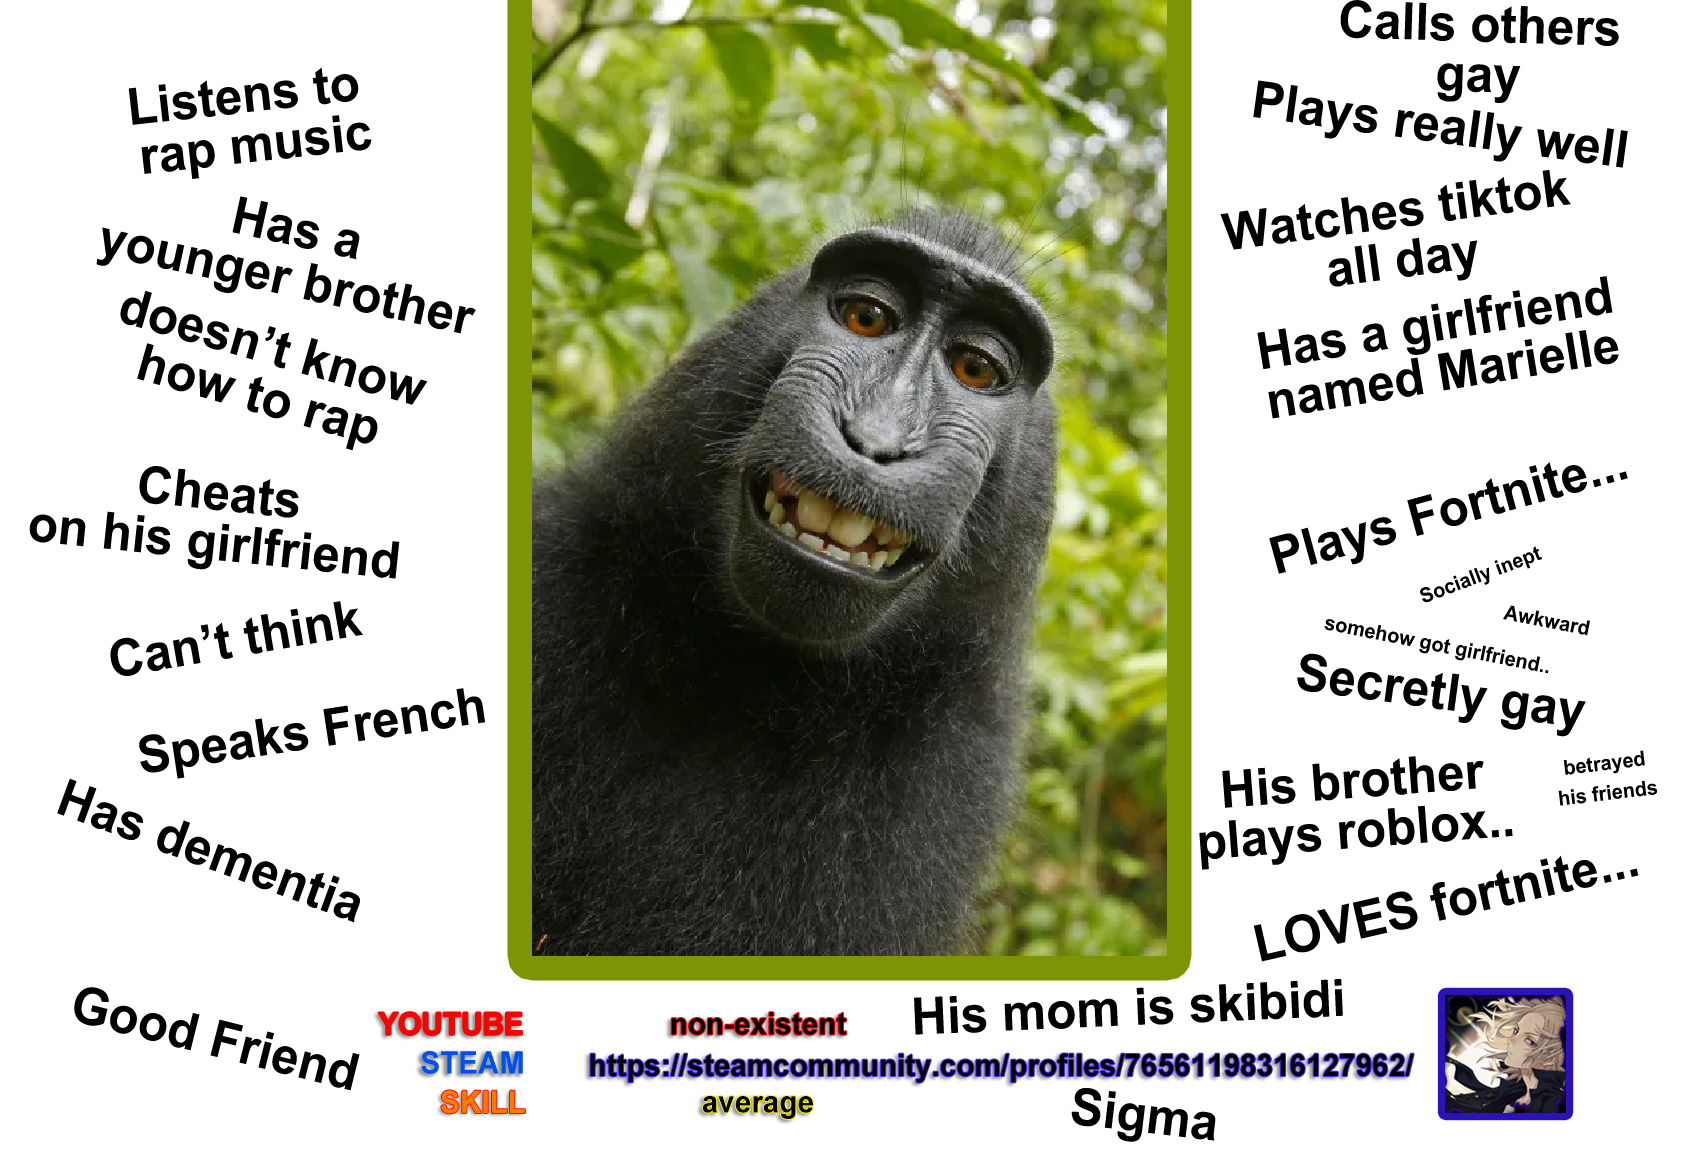 Listens to
rap music
Has a
younger brother
doesn't know
how to rap
Cheats
on his girlfriend
Can't think
Speaks French
Has dementia
Good Friend
Calls others
gay
Plays really well
Watches tiktok
all day
Has a girlfriend
named Marielle
Plays Fortnite...
Socially inept
Awkward
somehow got girlfriend..
Secretly gay
His brother
plays roblox..
betrayed
his friends
LOVES fortnite...
His mom is skibidi
YOUTUBE non-existent
STEAM https://steamcommunity.com/profiles/76561198316127962/
SKILL average
Sigma